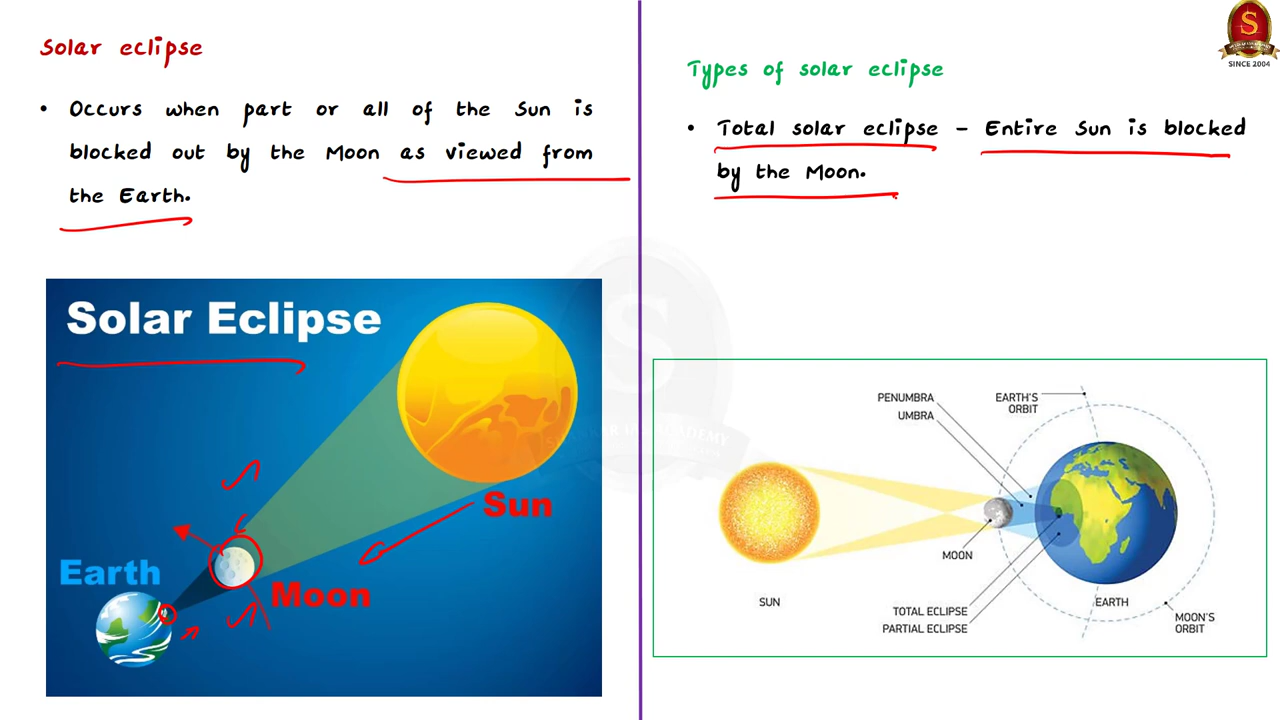 Solar eclipse
• Occurs when part or all of the Sun is
blocked out by the Moon as viewed from
the Earth.
Solar Eclipse
Sun
Earth
Moon
S
SINCE 2004
Types of solar eclipse
• Total solar eclipse – Entire Sun is blocked
by the Moon.
PENUMBRA
UMBRA
EARTH'S
ORBIT
MOON
SUN
TOTAL ECLIPSE
PARTIAL ECLIPSE
EARTH
MOON'S
ORBIT